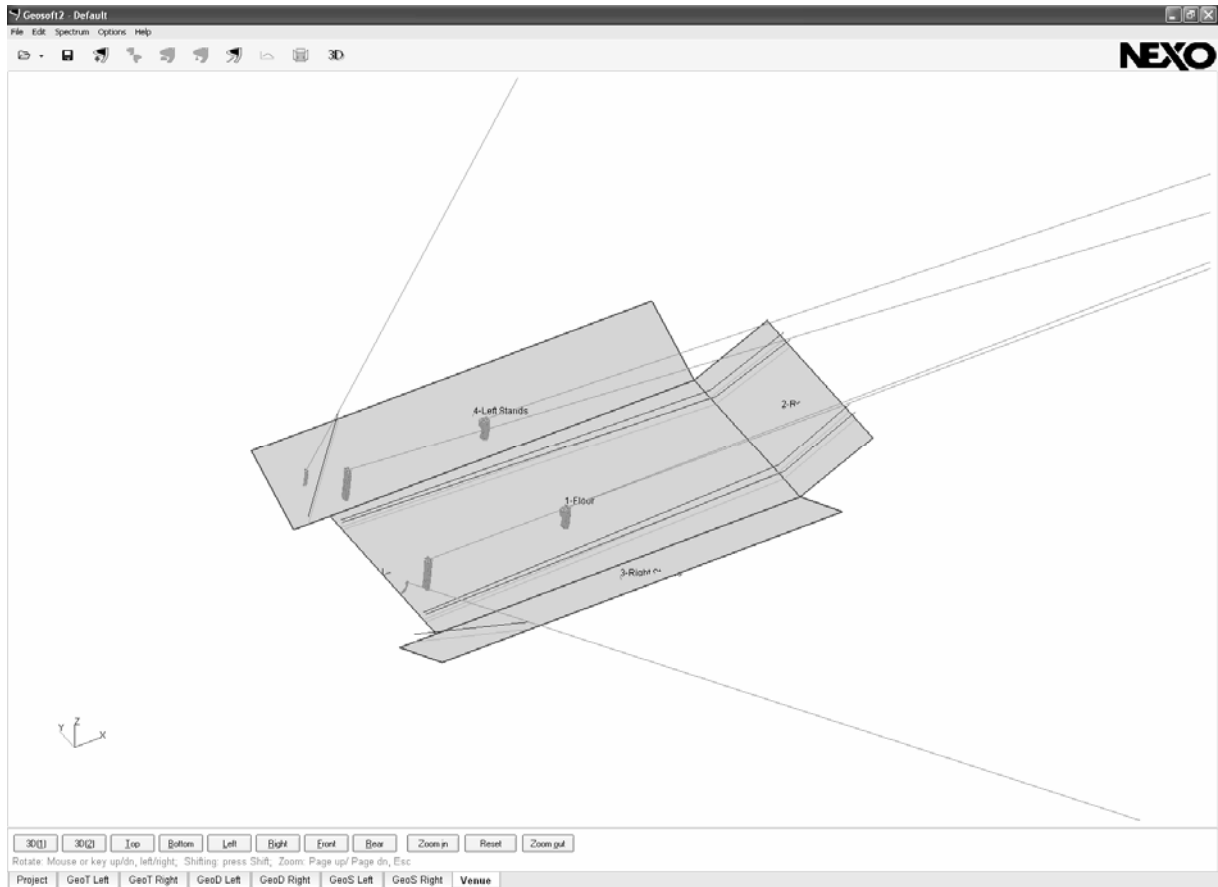 Geosoft2 - Default
File Edit Spectrum Options Help
3D
NEXO
4-Left Stands
2-R
1-Floor
3-Right
Z
Y
X
3D(1) 3D(2) Top Bottom Left Right Front Rear Zoom in Reset Zoom out
Rotate: Mouse or key up/dn, left/right; Shifting: press Shift; Zoom: Page up/ Page dn, Esc
Project GeoT Left GeoT Right GeoD Left GeoD Right GeoS Left GeoS Right Venue